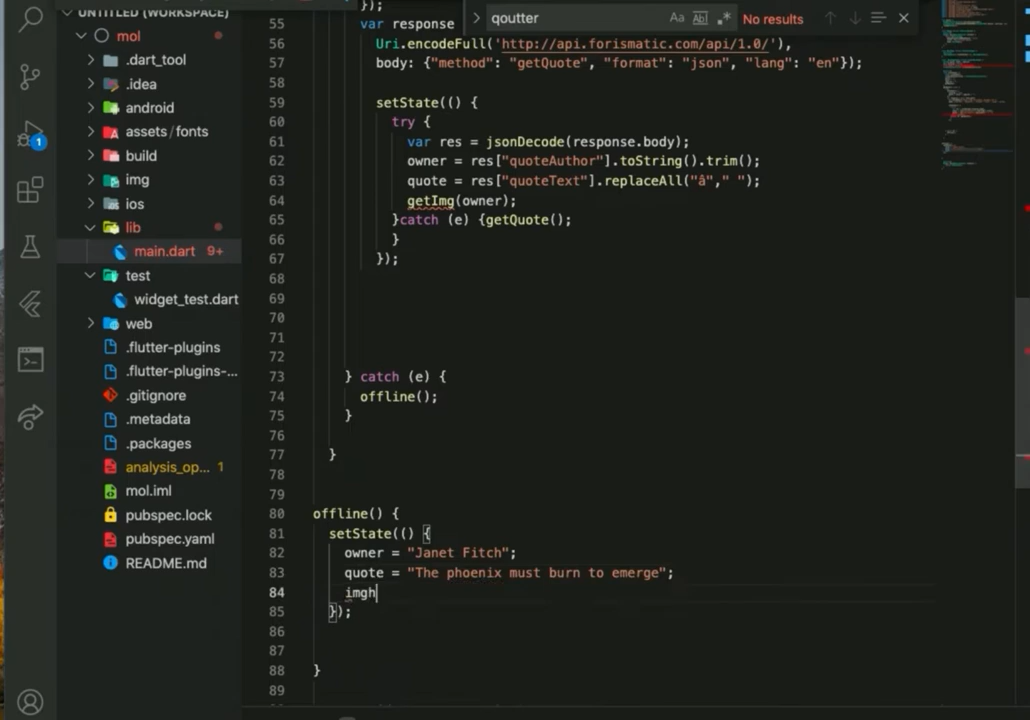 UNTITLED (WORKSPACE)
mol
.dart_tool
.idea
android
assets/fonts
build
img
ios
lib
main.dart 9+
test
widget_test.dart
web
.flutter-plugins
.flutter-plugins-...
.gitignore
.metadata
.packages
analysis_op... 1
mol.iml
pubspec.lock
pubspec.yaml
README.md
1
qoutter
Aa Ab| .* No results
});
55 var response
56 Uri.encodeFull('http://api.forismatic.com/api/1.0/'),
57 body: {"method": "getQuote", "format": "json", "lang": "en"});
58
59 setState(() {
60 try {
61 var res = jsonDecode(response.body);
62 owner = res["quoteAuthor"].toString().trim();
63 quote = res["quoteText"].replaceAll("â"," ");
64 getImg(owner);
65 }catch (e) {getQuote();
66 }
67 });
68
69
70
71
72
73 } catch (e) {
74 offline();
75 }
76
77 }
78
79
80 offline() {
81 setState(() {
82 owner = "Janet Fitch";
83 quote = "The phoenix must burn to emerge";
84 imgh
85 });
86
87
88 }
89